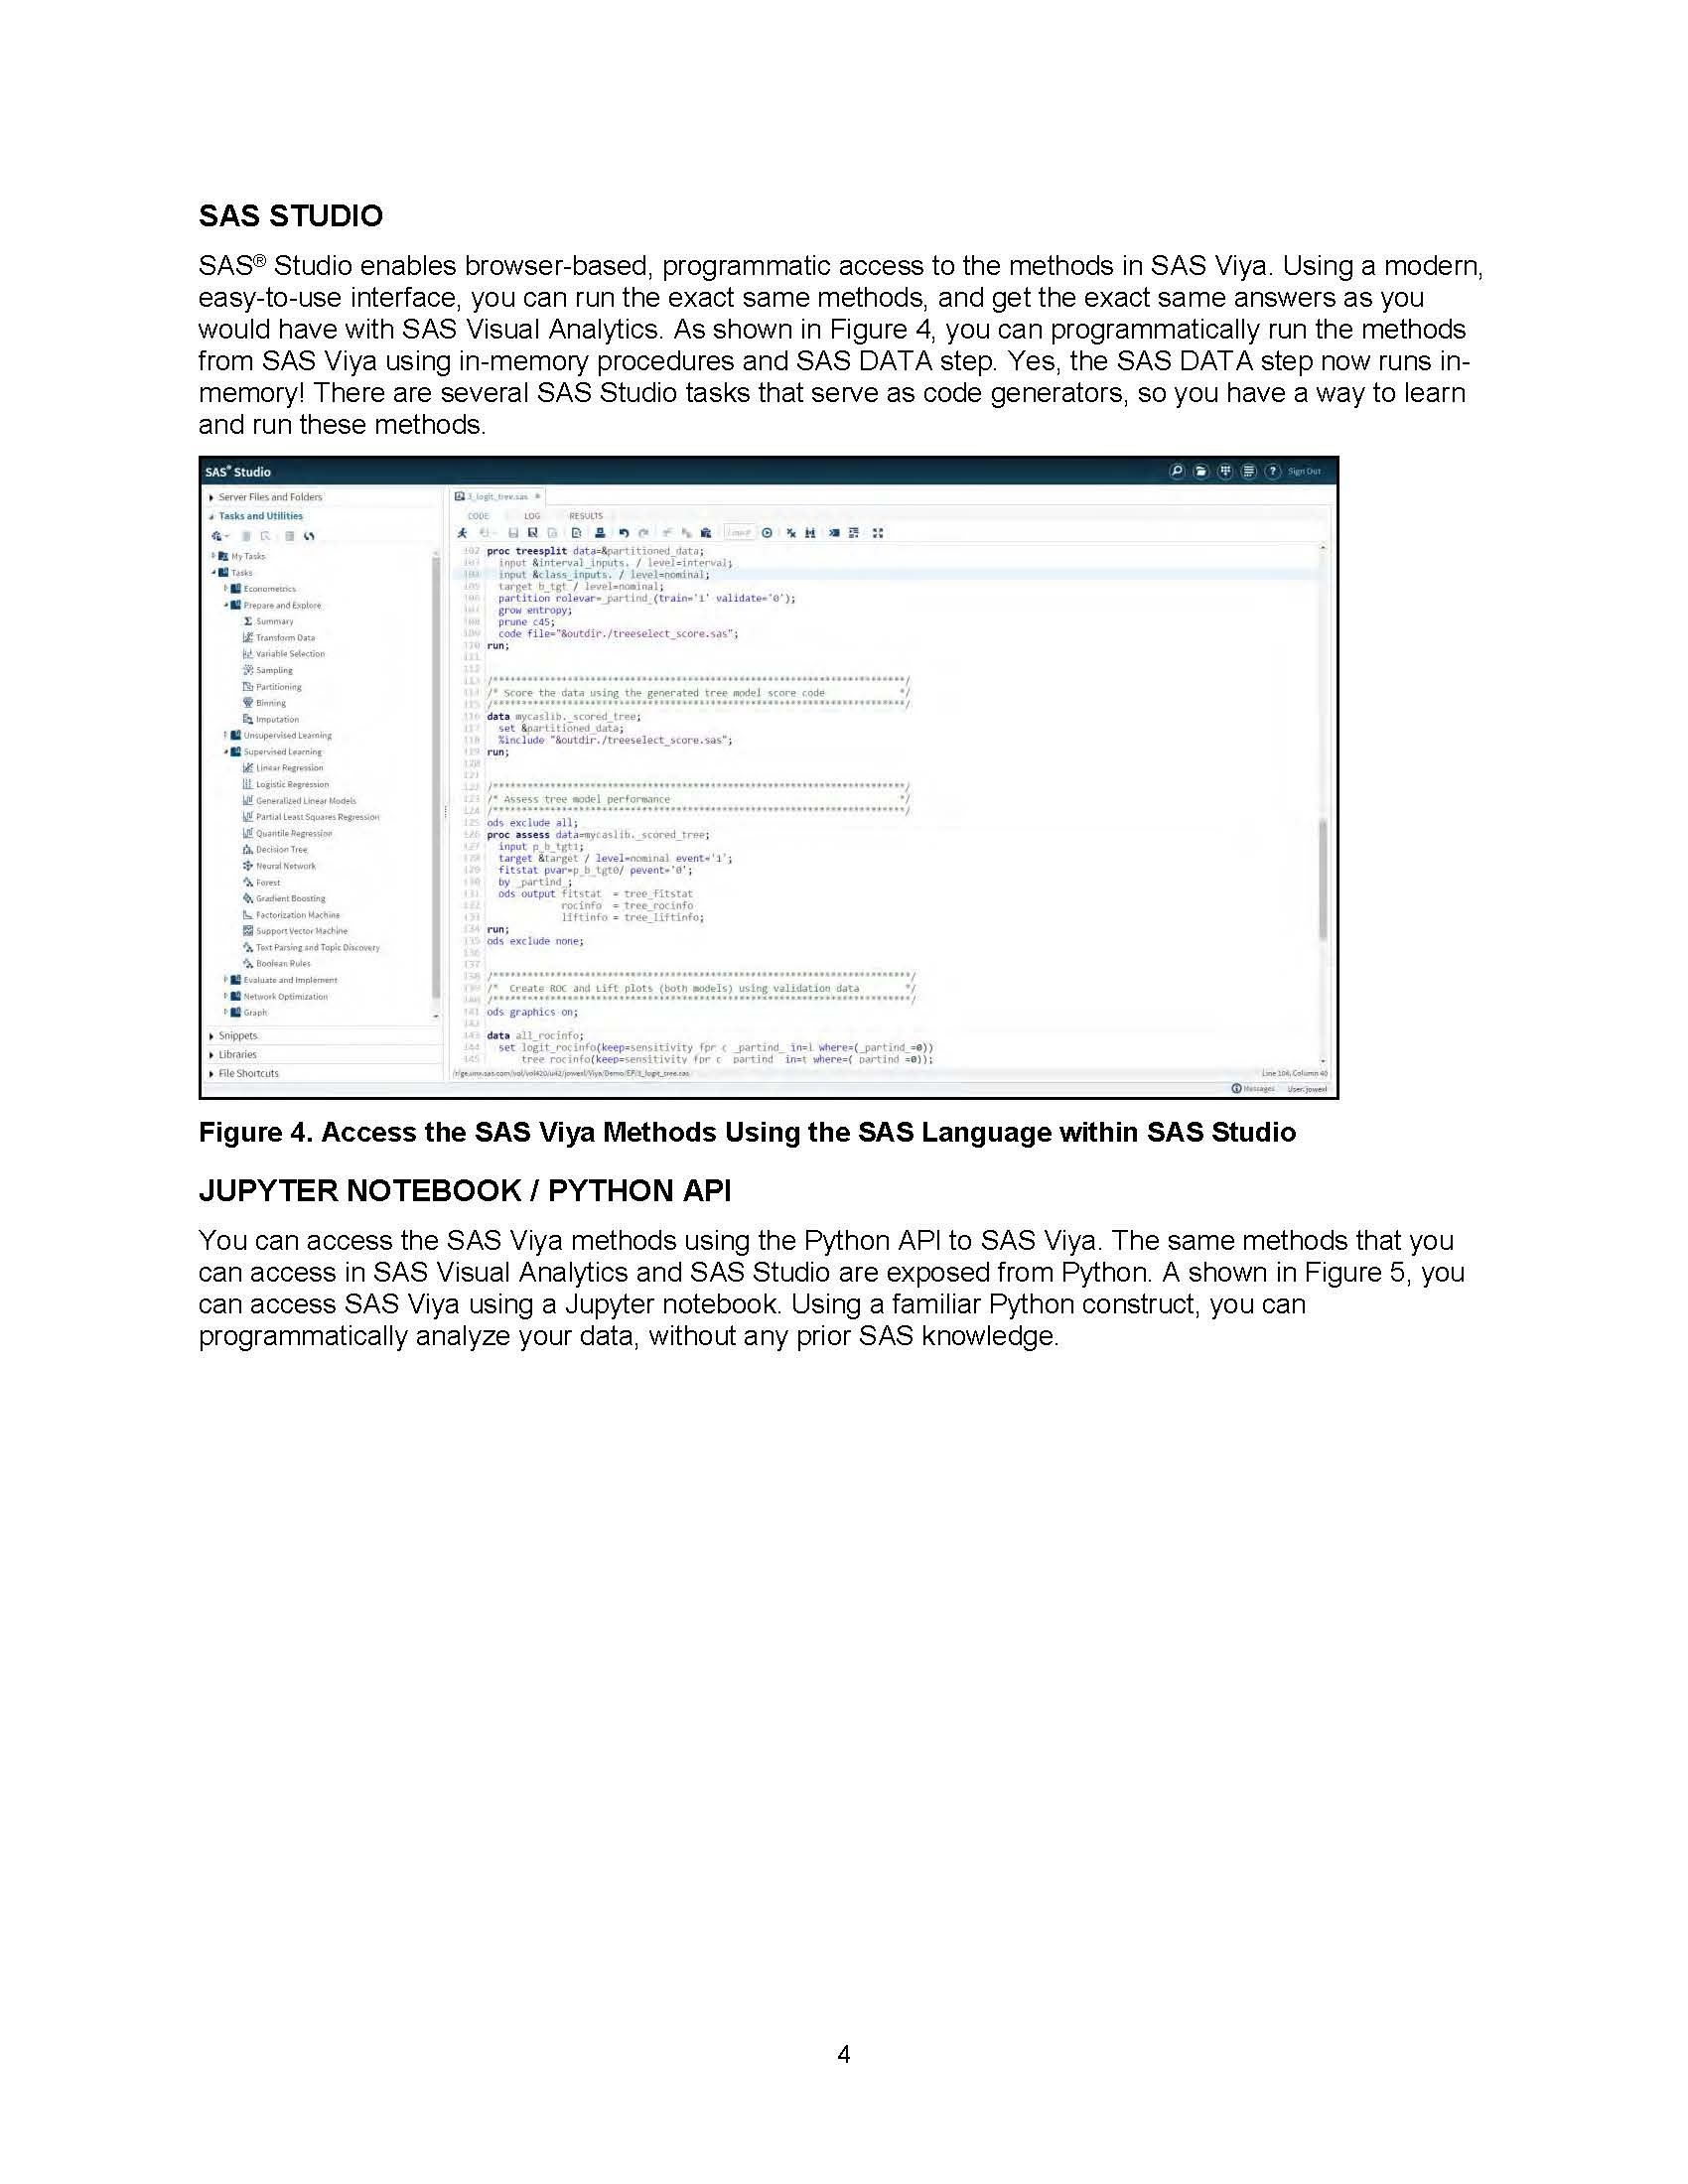 SAS STUDIO
SAS® Studio enables browser-based, programmatic access to the methods in SAS Viya. Using a modern,
easy-to-use interface, you can run the exact same methods, and get the exact same answers as you
would have with SAS Visual Analytics. As shown in Figure 4, you can programmatically run the methods
from SAS Viya using in-memory procedures and SAS DATA step. Yes, the SAS DATA step now runs in-
memory! There are several SAS Studio tasks that serve as code generators, so you have a way to learn
and run these methods.
SAS® Studio
Sign Out
Server Files and Folders
Tasks and Utilities
My Tasks
Tasks
Econometrics
Prepare and Explore
Summary
Transform Data
Variable Selection
Sampling
Partitioning
Binning
Imputation
Unsupervised Learning
Supervised Learning
Linear Regression
Logistic Regression
Generalized Linear Models
Partial Least Squares Regression
Quantile Regression
Decision Tree
Neural Network
Forest
Gradient Boosting
Factorization Machine
Support Vector Machine
Text Parsing and Topic Discovery
Boolean Rules
Evaluate and Implement
Network Optimization
Graph
Snippets
Libraries
File Shortcuts
3_logit_tree.sas
CODE LOG RESULTS
Line #
102 proc treesplit data=&partitioned_data;
103 input &interval_inputs. / level=interval;
104 input &class_inputs. / level=nominal;
105 target b_tgt / level=nominal;
106 partition rolevar=_partind_(train='1' validate='0');
107 grow entropy;
108 prune c45;
109 code file="&outdir./treeselect_score.sas";
110 run;
111
112
113 /************************************************************************/
114 /* Score the data using the generated tree model score code */
115 /************************************************************************/
116 data mycaslib._scored_tree;
117 set &partitioned_data;
118 %include "&outdir./treeselect_score.sas";
119 run;
120
121
122 /************************************************************************/
123 /* Assess tree model performance */
124 /************************************************************************/
125 ods exclude all;
126 proc assess data=mycaslib._scored_tree;
127 input p_b_tgt1;
128 target &target / level=nominal event='1';
129 fitstat pvar=p_b_tgt0/ pevent='0';
130 by _partind_;
131 ods output fitstat = tree_fitstat
132 rocinfo = tree_rocinfo
133 liftinfo = tree_liftinfo;
134 run;
135 ods exclude none;
136
137
138 /*************************************************************************/
139 /* Create ROC and Lift plots (both models) using validation data */
140 /*************************************************************************/
141 ods graphics on;
142
143 data all_rocinfo;
144 set logit_rocinfo(keep=sensitivity fpr c _partind_ in=l where=(_partind_=0))
145 tree_rocinfo(keep=sensitivity fpr c _partind_ in=t where=(_partind_=0));
Line 104, Column 40
Messages User: jowexl
Figure 4. Access the SAS Viya Methods Using the SAS Language within SAS Studio
JUPYTER NOTEBOOK / PYTHON API
You can access the SAS Viya methods using the Python API to SAS Viya. The same methods that you
can access in SAS Visual Analytics and SAS Studio are exposed from Python. A shown in Figure 5, you
can access SAS Viya using a Jupyter notebook. Using a familiar Python construct, you can
programmatically analyze your data, without any prior SAS knowledge.
4